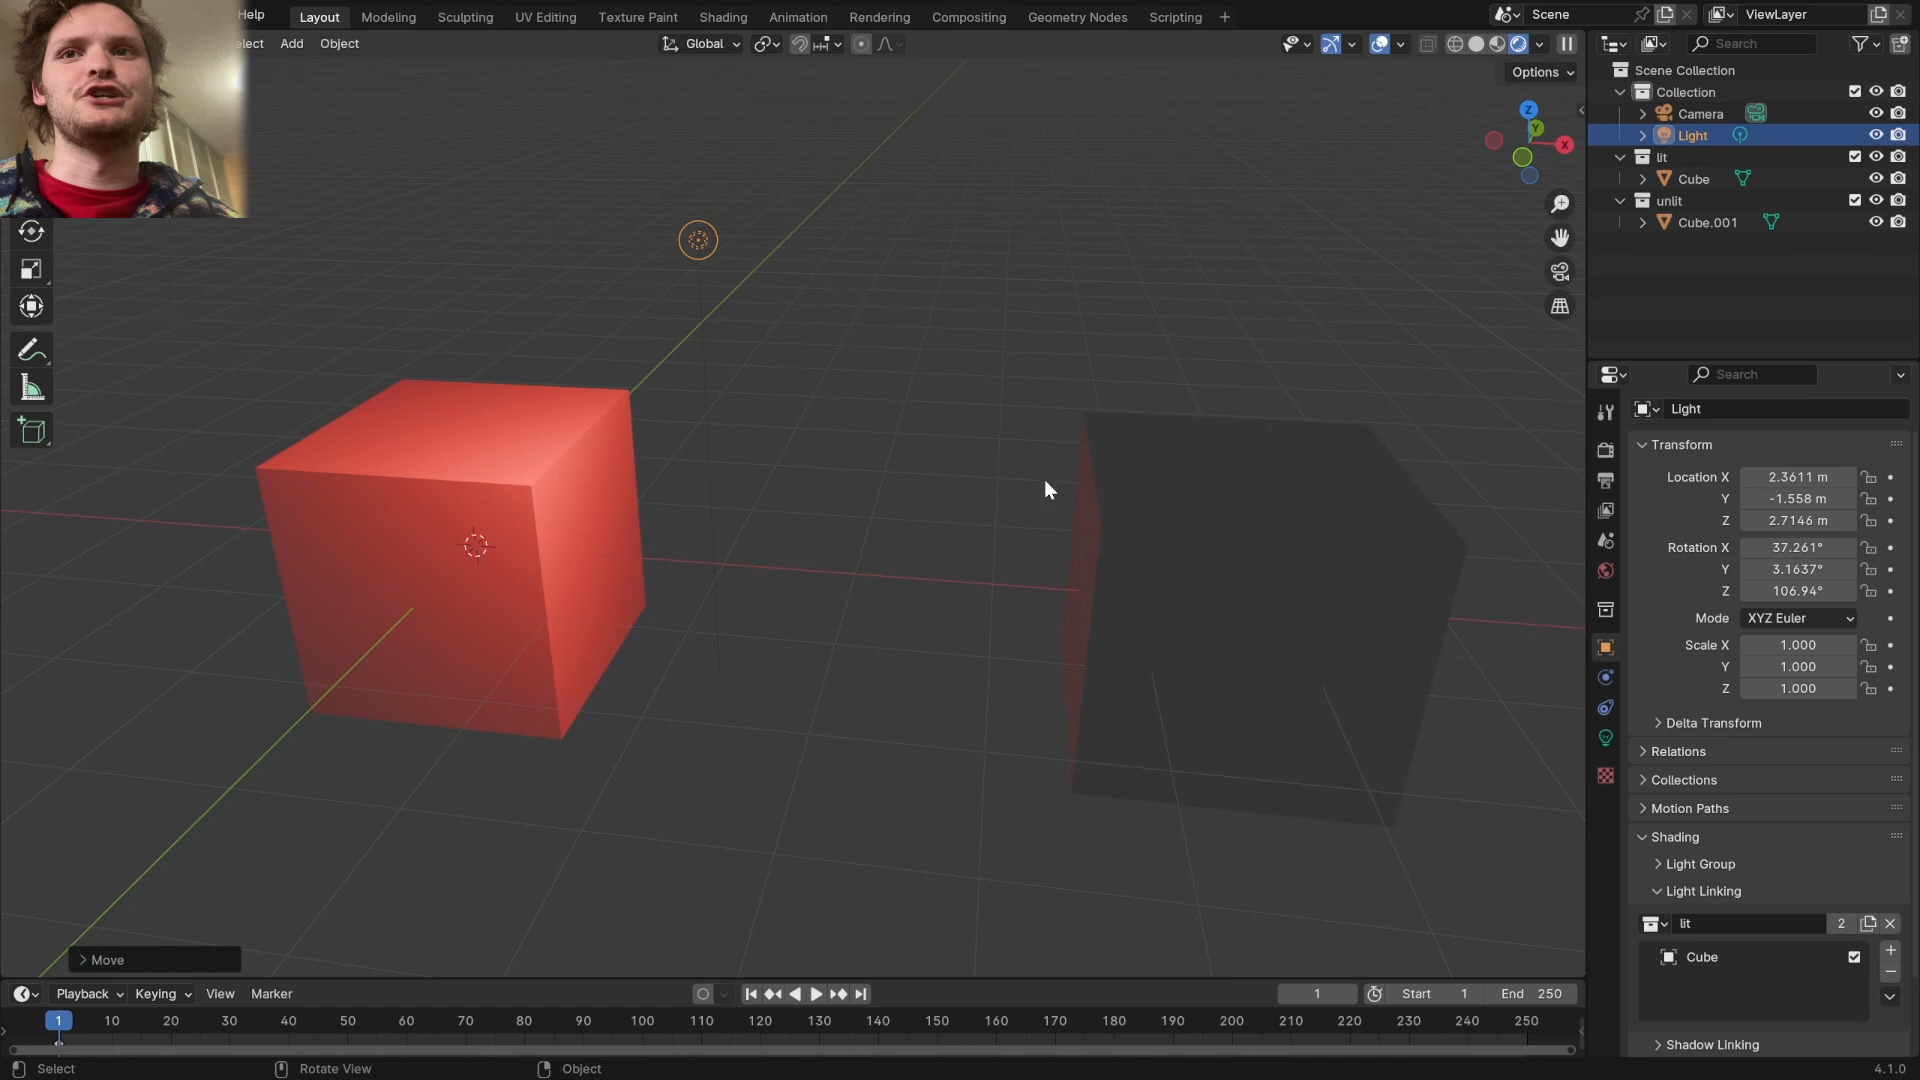 Help
Layout
Modeling
Sculpting
UV Editing
Texture Paint
Shading
Animation
Rendering
Compositing
Geometry Nodes
Scripting
+
Scene
ViewLayer
elect
Add
Object
Global
Search
Options
Scene Collection
Collection
Camera
Light
lit
Cube
unlit
Cube.001
Z
Y
X
Search
Light
Transform
Location X 2.3611 m
Y -1.558 m
Z 2.7146 m
Rotation X 37.261°
Y 3.1637°
Z 106.94°
Mode XYZ Euler
Scale X 1.000
Y 1.000
Z 1.000
Delta Transform
Relations
Collections
Motion Paths
Shading
Light Group
Light Linking
lit 2
Cube
Shadow Linking
Move
Playback
Keying
View
Marker
1
Start 1
End 250
1 10 20 30 40 50 60 70 80 90 100 110 120 130 140 150 160 170 180 190 200 210 220 230 240 250
Select
Rotate View
Object
4.1.0